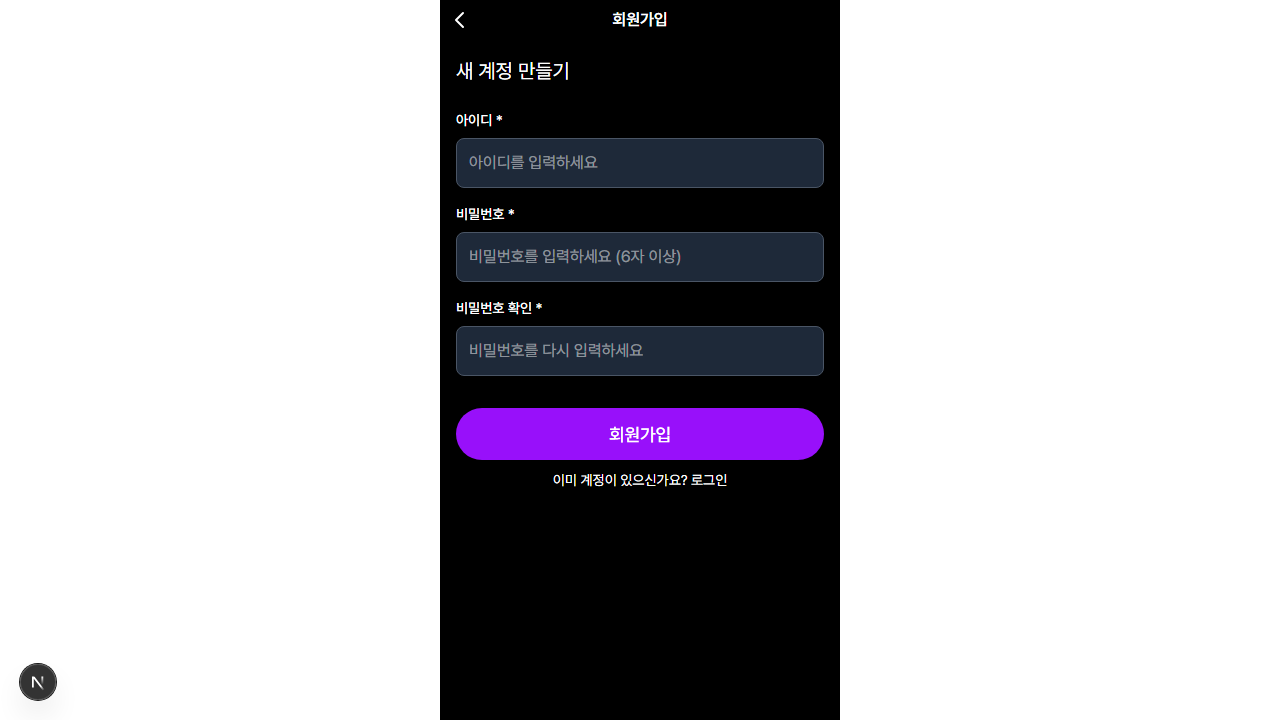 회원가입
새 계정 만들기
아이디 *
아이디를 입력하세요
비밀번호 *
비밀번호를 입력하세요 (6자 이상)
비밀번호 확인 *
비밀번호를 다시 입력하세요
회원가입
이미 계정이 있으신가요? 로그인
N